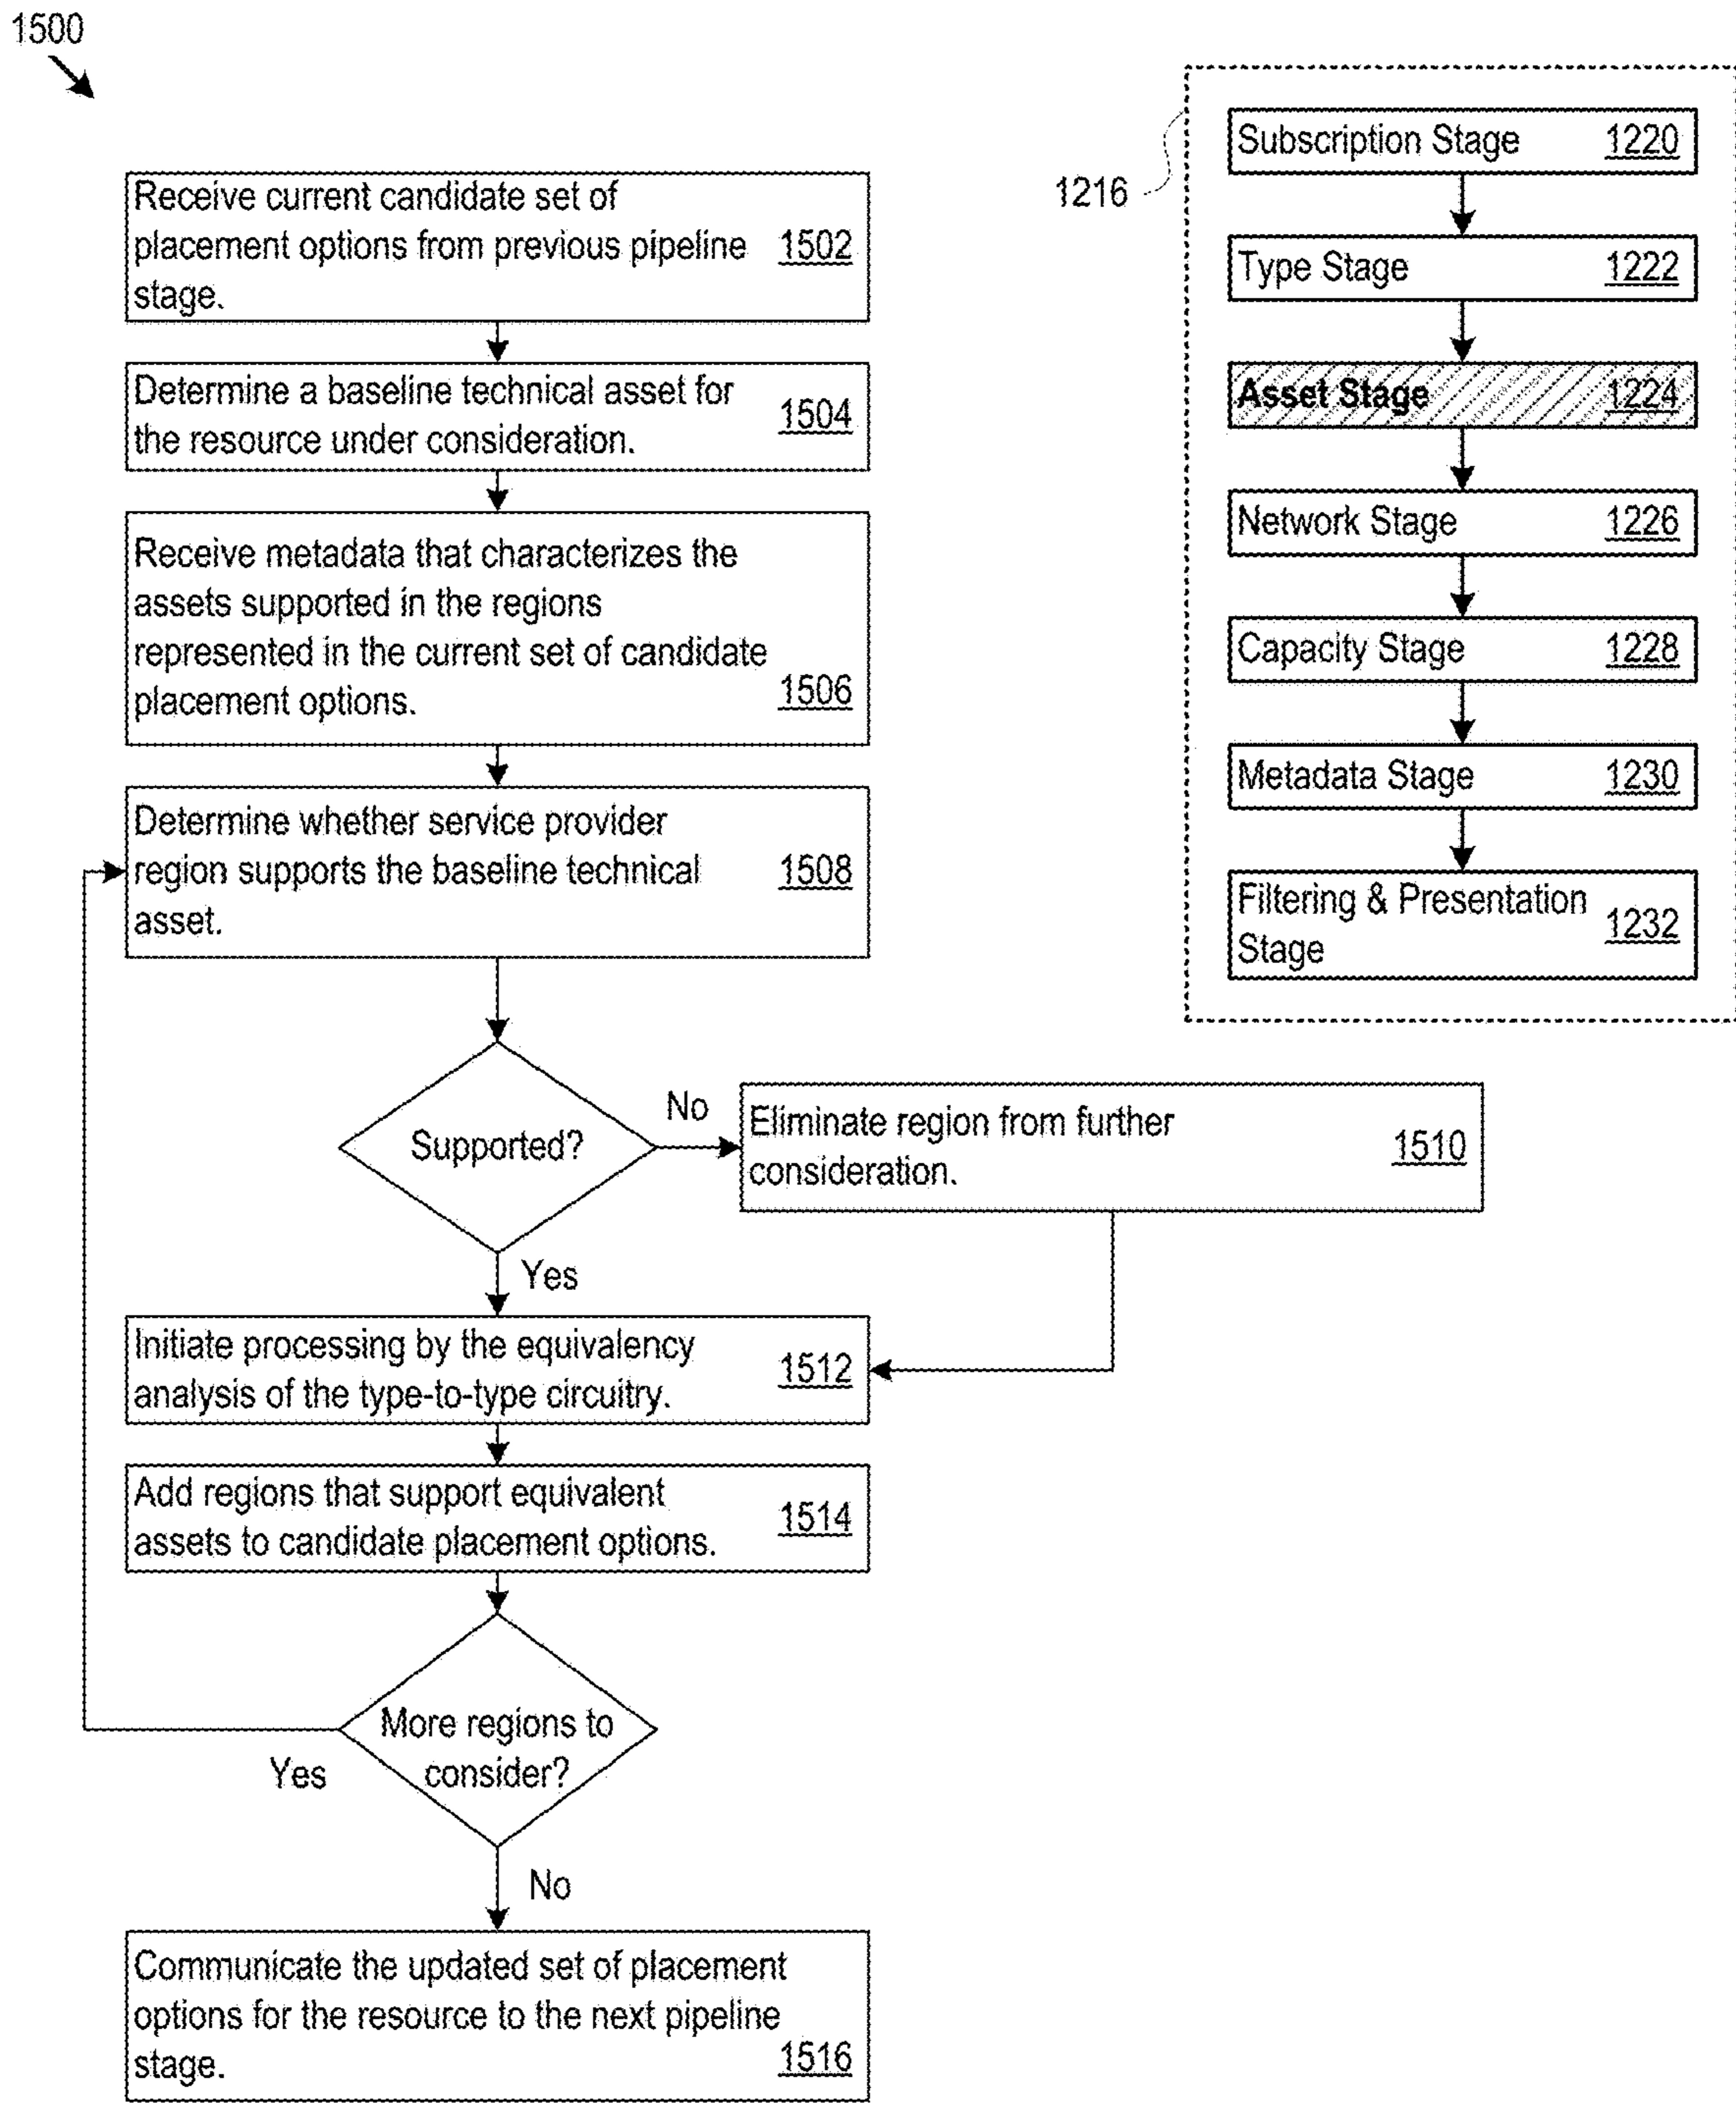 1500
Receive current candidate set of
placement options from previous pipeline 1502
stage.
Determine a baseline technical asset for
the resource under consideration. 1504
Receive metadata that characterizes the
assets supported in the regions
represented in the current set of candidate
placement options. 1506
Determine whether service provider
region supports the baseline technical 1508
asset.
Supported?
No
Eliminate region from further
consideration. 1510
Yes
Initiate processing by the equivalency
analysis of the type-to-type circuitry. 1512
Add regions that support equivalent
assets to candidate placement options. 1514
More regions to
consider?
Yes
No
Communicate the updated set of placement
options for the resource to the next pipeline
stage. 1516
1216
Subscription Stage 1220
Type Stage 1222
Asset Stage 1224
Network Stage 1226
Capacity Stage 1228
Metadata Stage 1230
Filtering & Presentation
Stage 1232